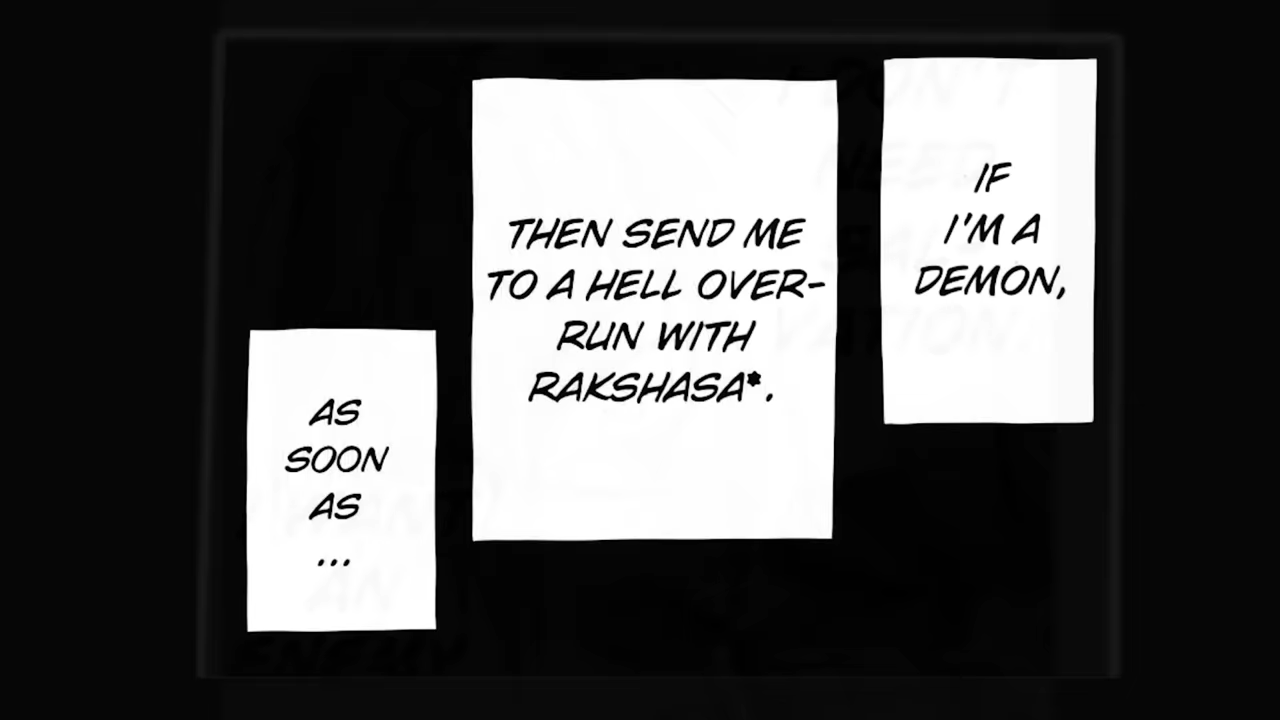 IF
I'M A
DEMON,
THEN SEND ME
TO A HELL OVER-
RUN WITH
RAKSHASA*.
AS
SOON
AS
...